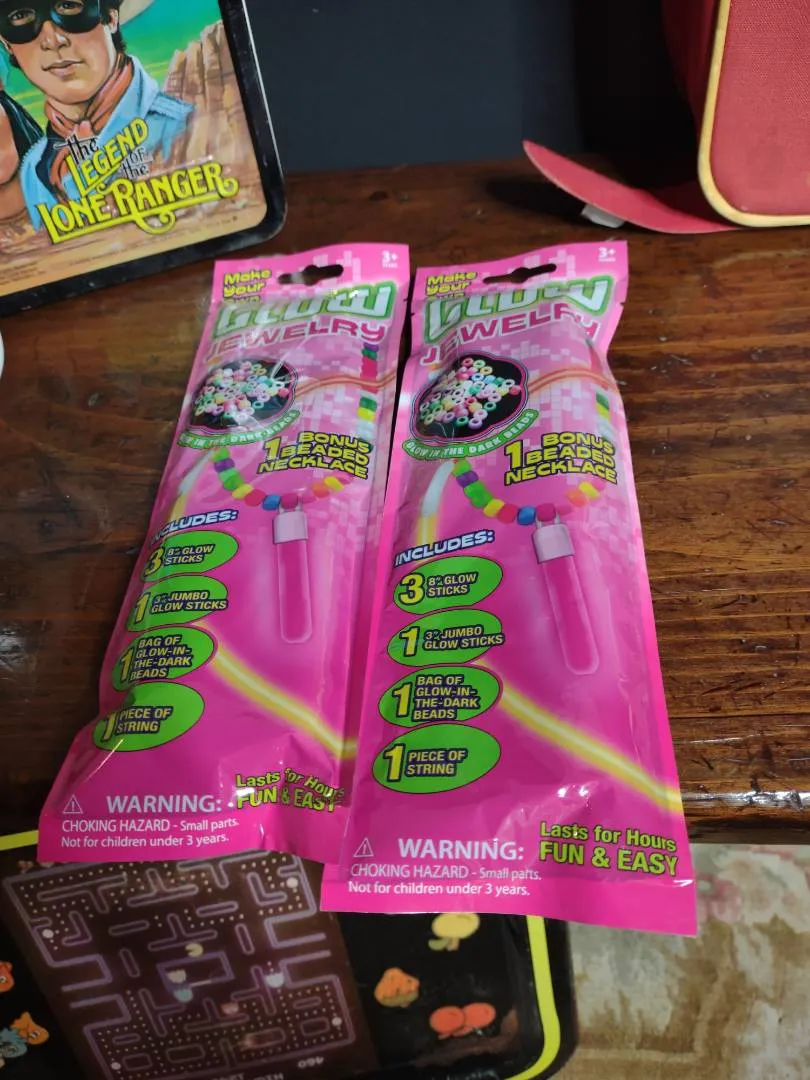 the
LEGEND
OF
the
LONE RANGER
Make
Your
Own
GLOW
JEWELRY
3+
IN THE DARK BEADS
1 BONUS
BEADED
NECKLACE
INCLUDES:
3 8" GLOW
STICKS
1 3" JUMBO
GLOW STICKS
1 BAG OF
GLOW-IN-
THE-DARK
BEADS
1 PIECE OF
STRING
Lasts for Hours
FUN & EASY
WARNING:
CHOKING HAZARD - Small parts.
Not for children under 3 years.
Make
Your
Own
GLOW
JEWELRY
3+
GLOW IN THE DARK BEADS
1 BONUS
BEADED
NECKLACE
INCLUDES:
3 8" GLOW
STICKS
1 3" JUMBO
GLOW STICKS
1 BAG OF
GLOW-IN-
THE-DARK
BEADS
1 PIECE OF
STRING
Lasts for Hours
FUN & EASY
WARNING:
CHOKING HAZARD - Small parts.
Not for children under 3 years.